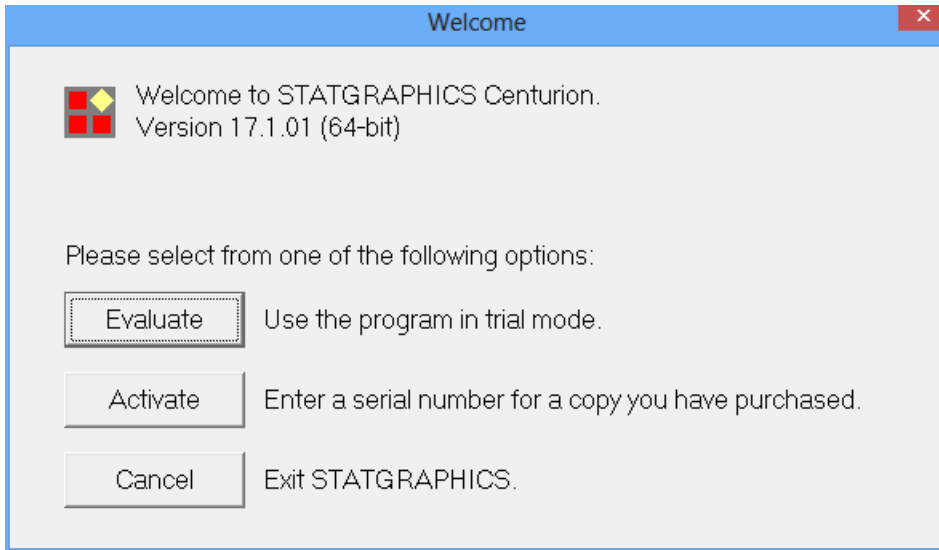 Welcome
Welcome to STATGRAPHICS Centurion.
Version 17.1.01 (64-bit)
Please select from one of the following options:
Evaluate Use the program in trial mode.
Activate Enter a serial number for a copy you have purchased.
Cancel Exit STATGRAPHICS.